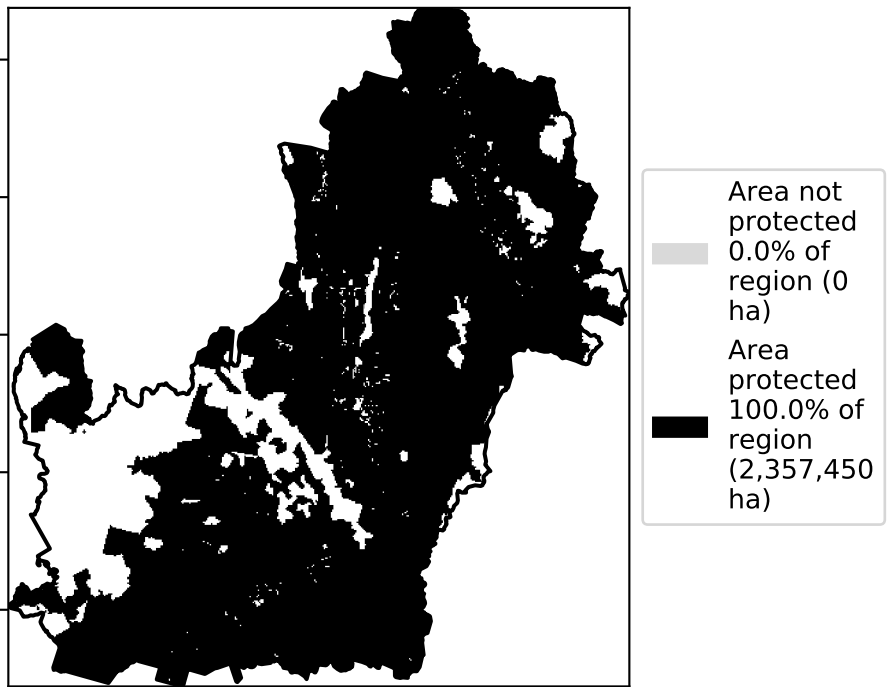 Area not
protected
0.0% of
region (0
ha)
Area
protected
100.0% of
region
(2,357,450
ha)